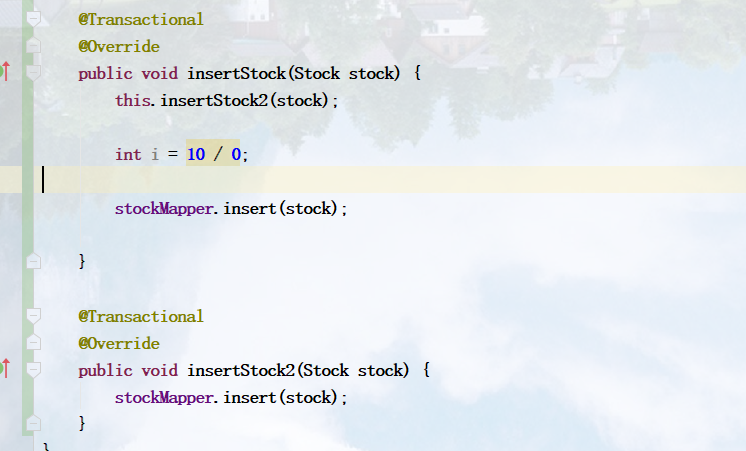 @Transactional
@Override
public void insertStock(Stock stock) {
this.insertStock2(stock);
int i = 10 / 0;
stockMapper.insert(stock);
}
@Transactional
@Override
public void insertStock2(Stock stock) {
stockMapper.insert(stock);
}
}